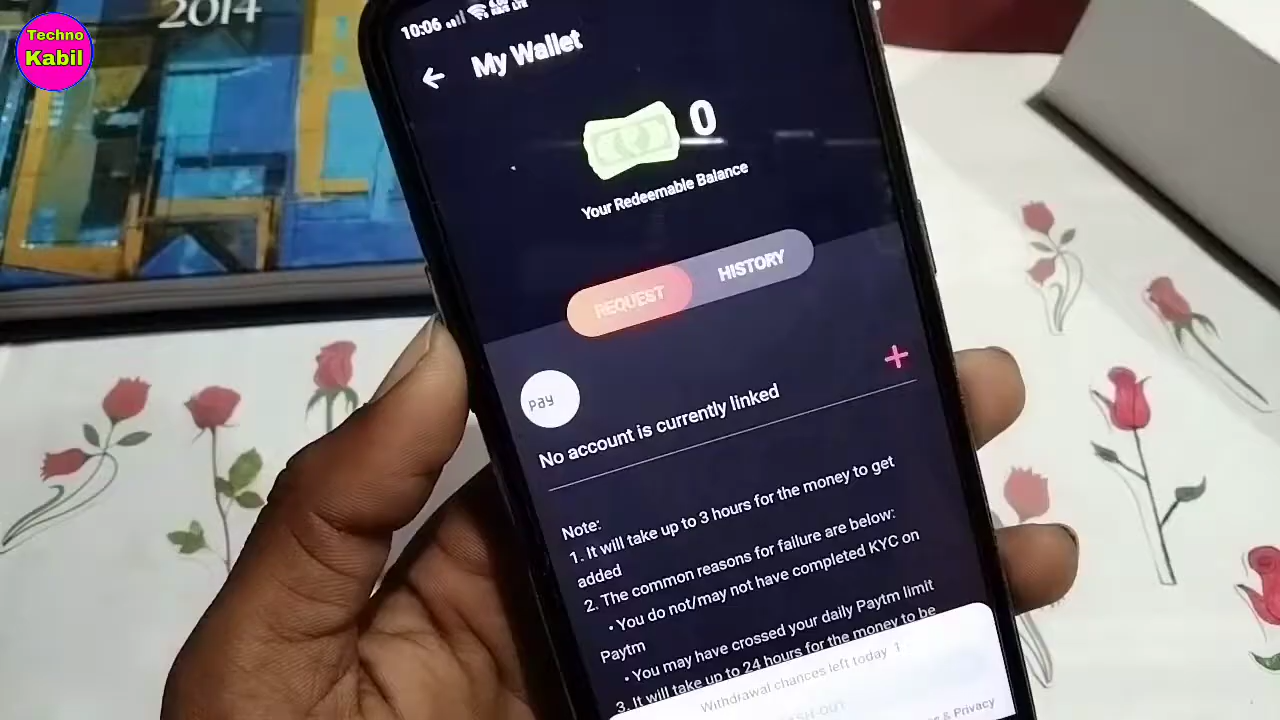 2014
Techno
Kabil
10:06
My Wallet
0
Your Redeemable Balance
REQUEST
HISTORY
pay
No account is currently linked
Note:
1. It will take up to 3 hours for the money to get
added
2. The common reasons for failure are below:
• You do not/may not have completed KYC on
Paytm
• You may have crossed your daily Paytm limit
3. It will take up to 24 hours for the money to be
Withdrawal chances left today 1
& Privacy